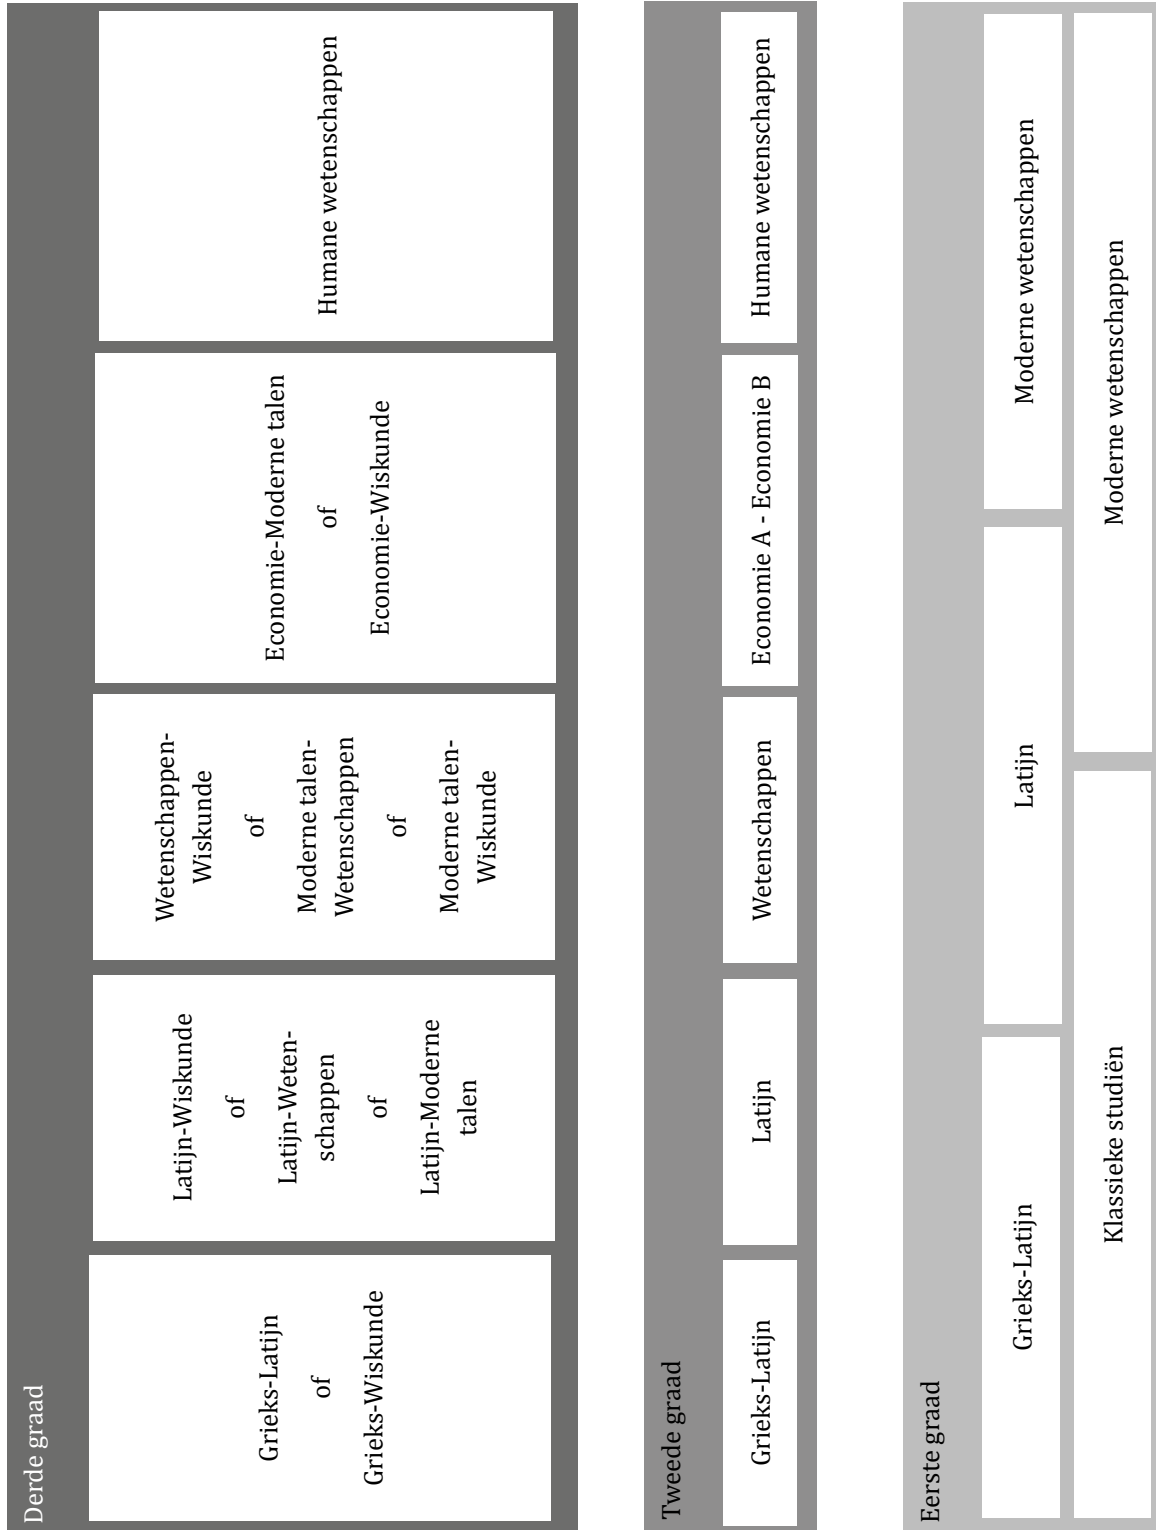 Derde graad
Grieks-Latijn
of
Grieks-Wiskunde
Latijn-Wiskunde
of
Latijn-Weten-
schappen
of
Latijn-Moderne
talen
Wetenschappen-
Wiskunde
of
Moderne talen-
Wetenschappen
of
Moderne talen-
Wiskunde
Economie-Moderne talen
of
Economie-Wiskunde
Humane wetenschappen
Tweede graad
Grieks-Latijn
Latijn
Wetenschappen
Economie A - Economie B
Humane wetenschappen
Eerste graad
Grieks-Latijn
Latijn
Moderne wetenschappen
Klassieke studiën
Moderne wetenschappen